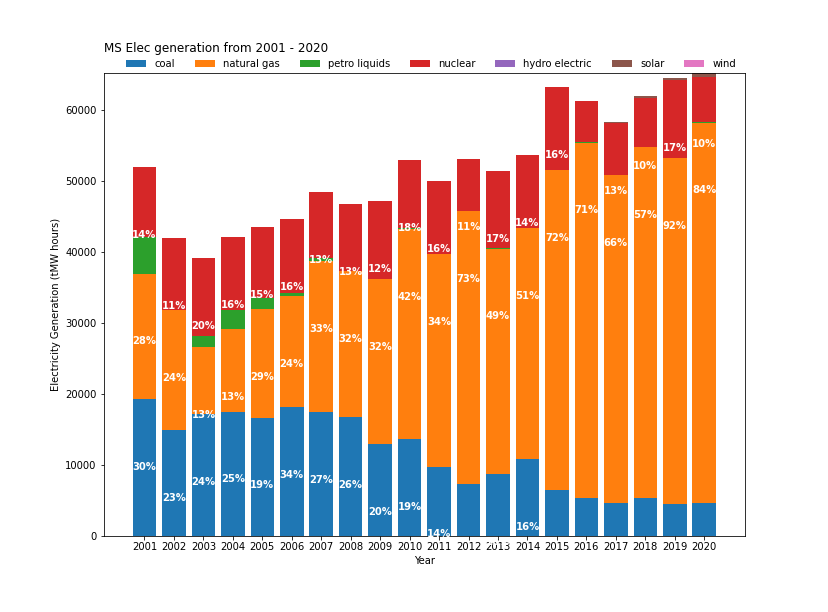 MS Elec generation from 2001 - 2020
coal natural gas petro liquids nuclear hydro electric solar wind
Electricity Generation (tMW hours)
60000
50000
40000
30000
20000
10000
0
14% 11% 20% 16% 15% 16% 13% 13% 12% 18% 16% 11% 17% 14% 16% 13% 10% 17% 10%
28% 24% 13% 13% 29% 24% 33% 32% 32% 42% 34% 73% 49% 51% 72% 71% 66% 57% 92% 84%
30% 23% 24% 25% 19% 34% 27% 26% 20% 19% 14% 16%
2001 2002 2003 2004 2005 2006 2007 2008 2009 2010 2011 2012 2013 2014 2015 2016 2017 2018 2019 2020
Year